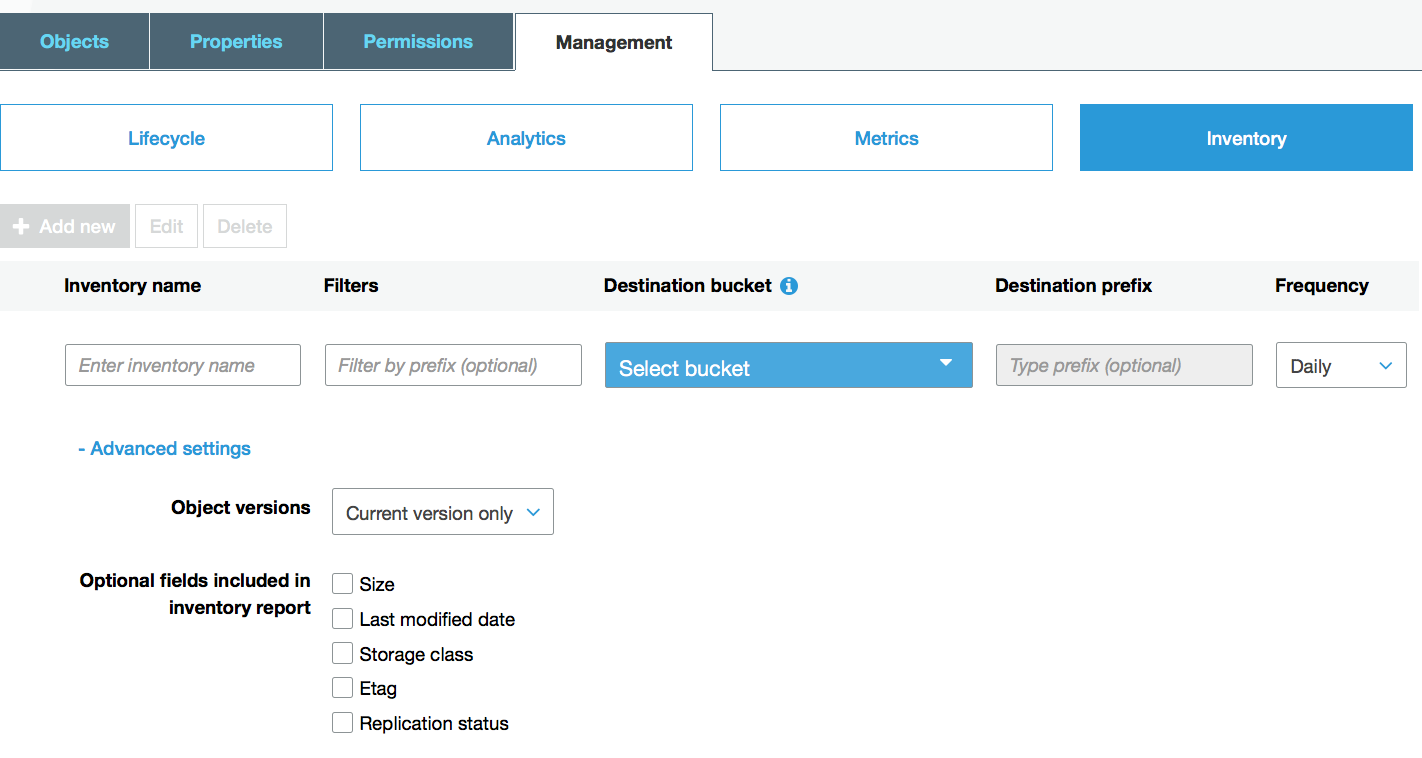 Objects Properties Permissions Management
Lifecycle Analytics Metrics Inventory
Add new Edit Delete
Inventory name Filters Destination bucket Destination prefix Frequency
Enter inventory name Filter by prefix (optional) Select bucket Type prefix (optional) Daily
- Advanced settings
Object versions Current version only
Optional fields included in
inventory report
Size
Last modified date
Storage class
Etag
Replication status